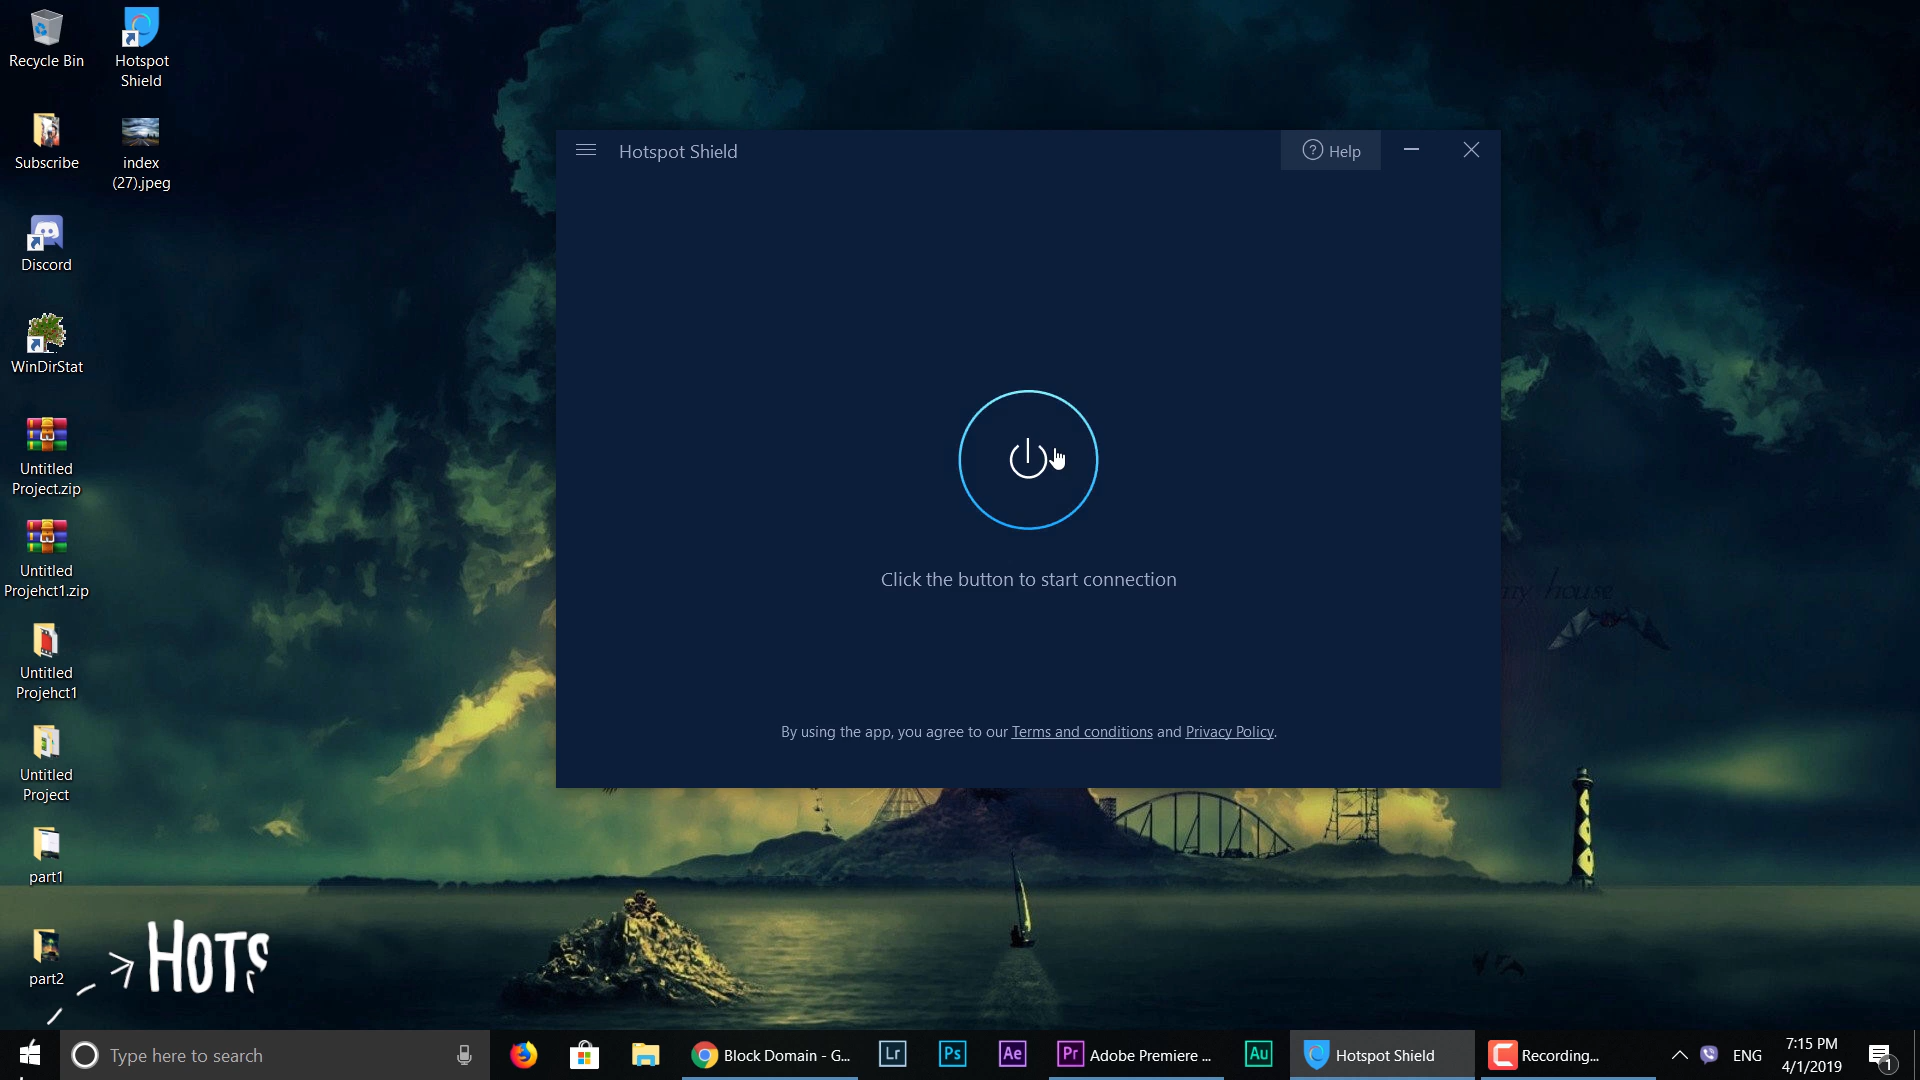 Recycle Bin
Hotspot
Shield
Subscribe
index
(27).jpeg
Discord
WinDirStat
Untitled
Project.zip
Untitled
Projehct1.zip
Untitled
Projehct1
Untitled
Project
part1
part2
HOTS
Hotspot Shield
? Help
Click the button to start connection
By using the app, you agree to our Terms and conditions and Privacy Policy.
my house
Type here to search
Block Domain - G...
Lr
Ps
Ae
Pr
Adobe Premiere ...
Au
Hotspot Shield
Recording...
ENG
7:15 PM
4/1/2019
1